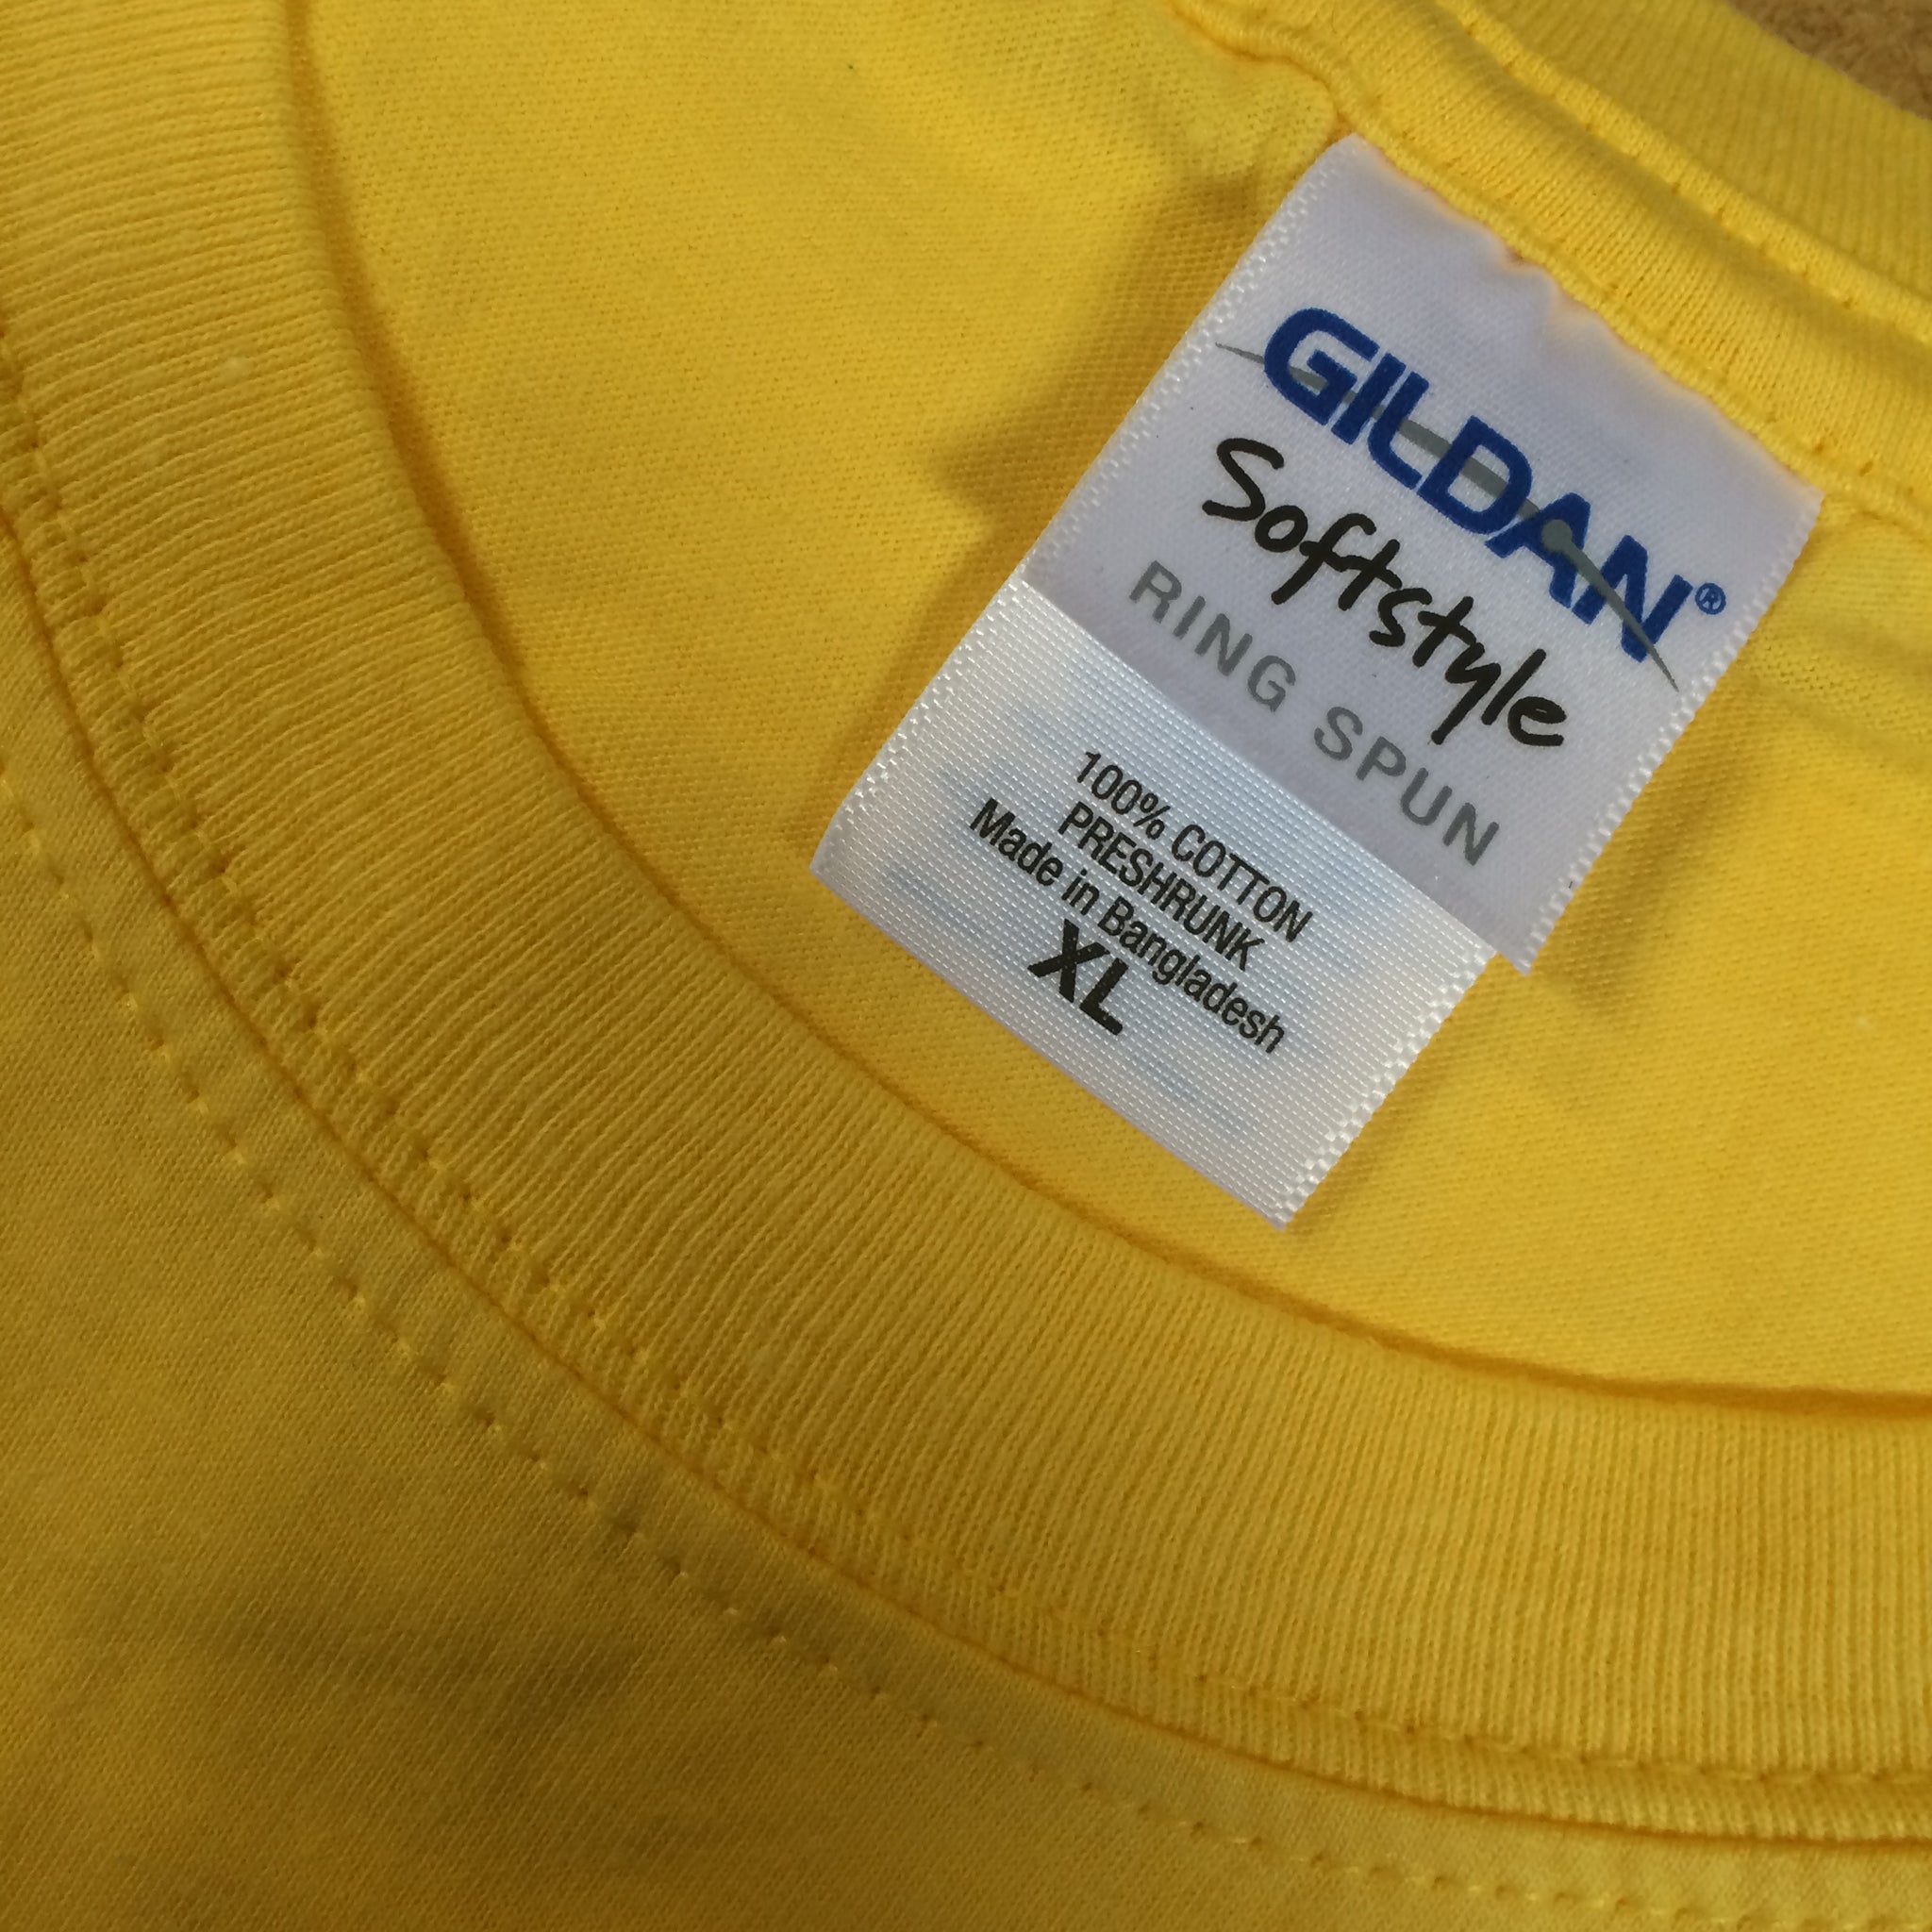 GILDAN®
Softstyle
RING SPUN
100% COTTON
PRESHRUNK
Made in Bangladesh
XL